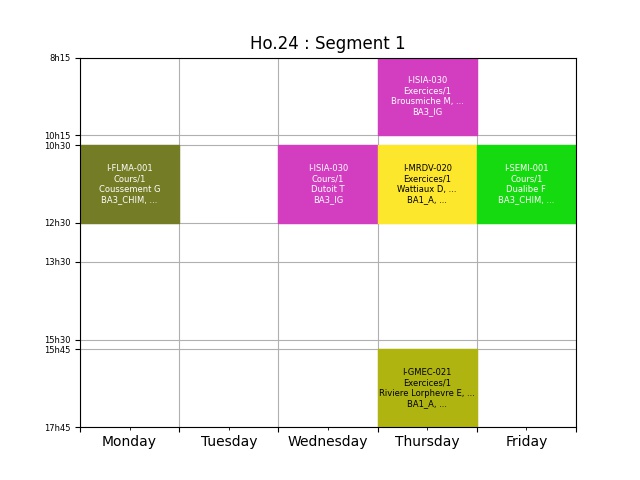 Ho.24 : Segment 1
8h15
10h15
10h30
12h30
13h30
15h30
15h45
17h45
I-ISIA-030
Exercices/1
Brousmiche M, ...
BA3_IG
I-FLMA-001
Cours/1
Coussement G
BA3_CHIM, ...
I-ISIA-030
Cours/1
Dutoit T
BA3_IG
I-MRDV-020
Exercices/1
Wattiaux D, ...
BA1_A, ...
I-SEMI-001
Cours/1
Dualibe F
BA3_CHIM, ...
I-GMEC-021
Exercices/1
Riviere Lorphevre E, ...
BA1_A, ...
Monday
Tuesday
Wednesday
Thursday
Friday